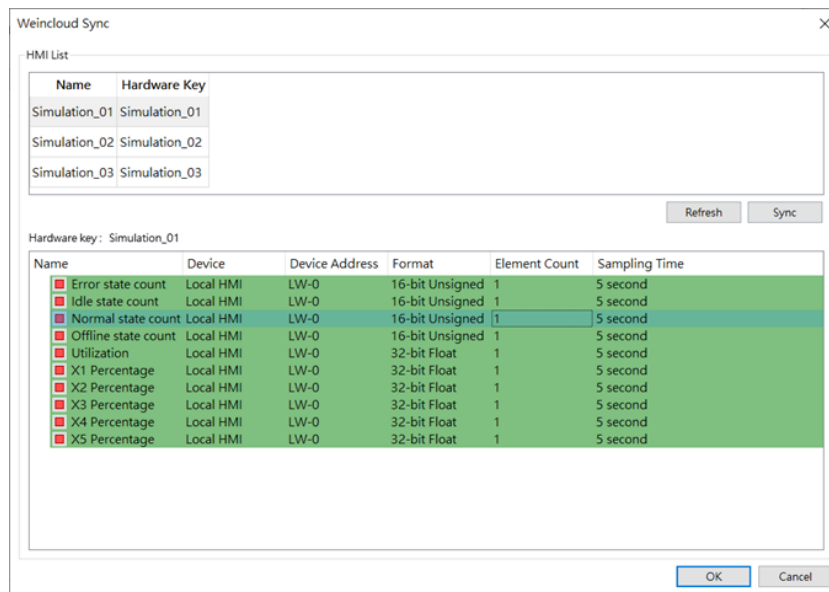 Weincloud Sync
HMI List
Name Hardware Key
Simulation_01 Simulation_01
Simulation_02 Simulation_02
Simulation_03 Simulation_03
Refresh Sync
Hardware key : Simulation_01
Name Device Device Address Format Element Count Sampling Time
Error state count Local HMI LW-0 16-bit Unsigned 1 5 second
Idle state count Local HMI LW-0 16-bit Unsigned 1 5 second
Normal state count Local HMI LW-0 16-bit Unsigned 1 5 second
Offline state count Local HMI LW-0 16-bit Unsigned 1 5 second
Utilization Local HMI LW-0 32-bit Float 1 5 second
X1 Percentage Local HMI LW-0 32-bit Float 1 5 second
X2 Percentage Local HMI LW-0 32-bit Float 1 5 second
X3 Percentage Local HMI LW-0 32-bit Float 1 5 second
X4 Percentage Local HMI LW-0 32-bit Float 1 5 second
X5 Percentage Local HMI LW-0 32-bit Float 1 5 second
OK Cancel